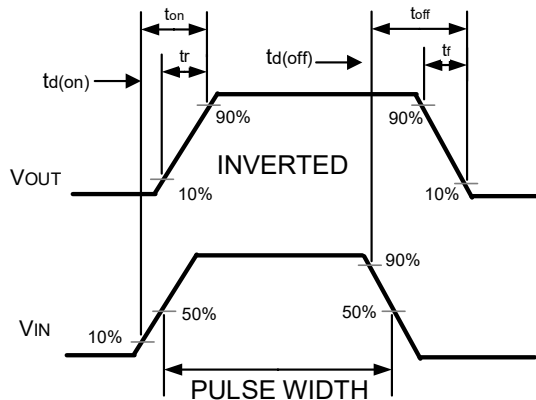 ton
toff
tr
tf
td(on)
td(off)
90%
90%
INVERTED
VOUT
10%
10%
90%
50%
50%
VIN
10%
PULSE WIDTH